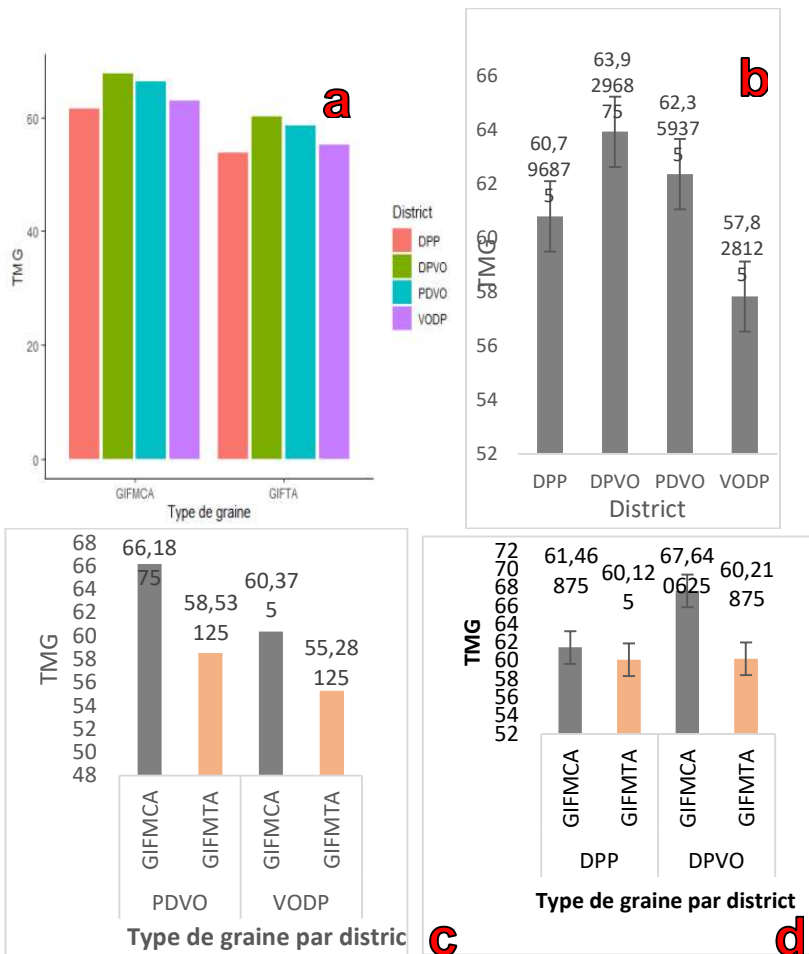 a
60
40
20
0
TMG
GIFMCA
GIFTA
Type de graine
District
DPP
DPVO
PDVO
VODP
b
66
64
62
60
58
56
54
52
TMG
60,7
9687
5
63,9
2968
75
62,3
5937
5
57,8
2812
5
DPP
DPVO
PDVO
VODP
District
68
66
64
62
60
58
56
54
52
50
48
TMG
66,18
75
58,53
125
60,37
5
55,28
125
GIFMCA
GIFMTA
GIFMCA
GIFMTA
PDVO
VODP
Type de graine par distric
c
72
70
68
66
64
62
60
58
56
54
52
TMG
61,46
875
60,12
5
67,64
0625
60,21
875
GIFMCA
GIFMTA
GIFMCA
GIFMTA
DPP
DPVO
Type de graine par district
d